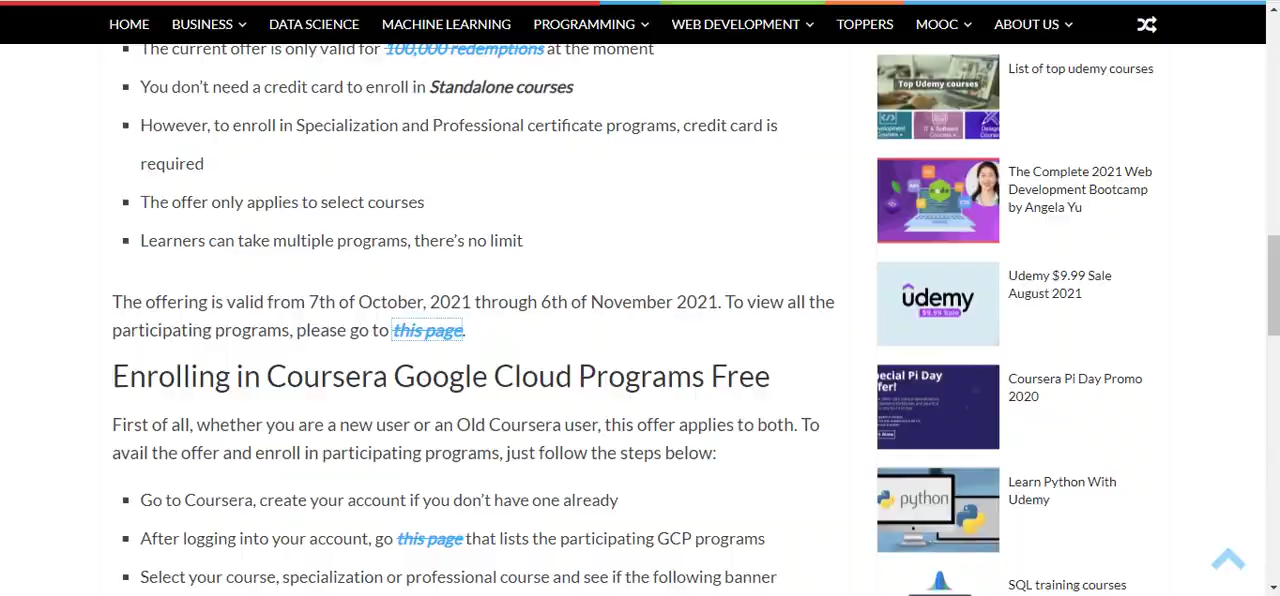 HOME BUSINESS DATA SCIENCE MACHINE LEARNING PROGRAMMING WEB DEVELOPMENT TOPPERS MOOC ABOUT US
The current offer is only valid for 100,000 redemptions at the moment
You don't need a credit card to enroll in Standalone courses
However, to enroll in Specialization and Professional certificate programs, credit card is
required
The offer only applies to select courses
Learners can take multiple programs, there's no limit
The offering is valid from 7th of October, 2021 through 6th of November 2021. To view all the
participating programs, please go to this page.
Enrolling in Coursera Google Cloud Programs Free
First of all, whether you are a new user or an Old Coursera user, this offer applies to both. To
avail the offer and enroll in participating programs, just follow the steps below:
Go to Coursera, create your account if you don't have one already
After logging into your account, go this page that lists the participating GCP programs
Select your course, specialization or professional course and see if the following banner
Top Udemy courses
List of top udemy courses
The Complete 2021 Web
Development Bootcamp
by Angela Yu
udemy
$9.99 Sale
Udemy $9.99 Sale
August 2021
ecial Pi Day
fer!
Coursera Pi Day Promo
2020
python
Learn Python With
Udemy
SQL training courses